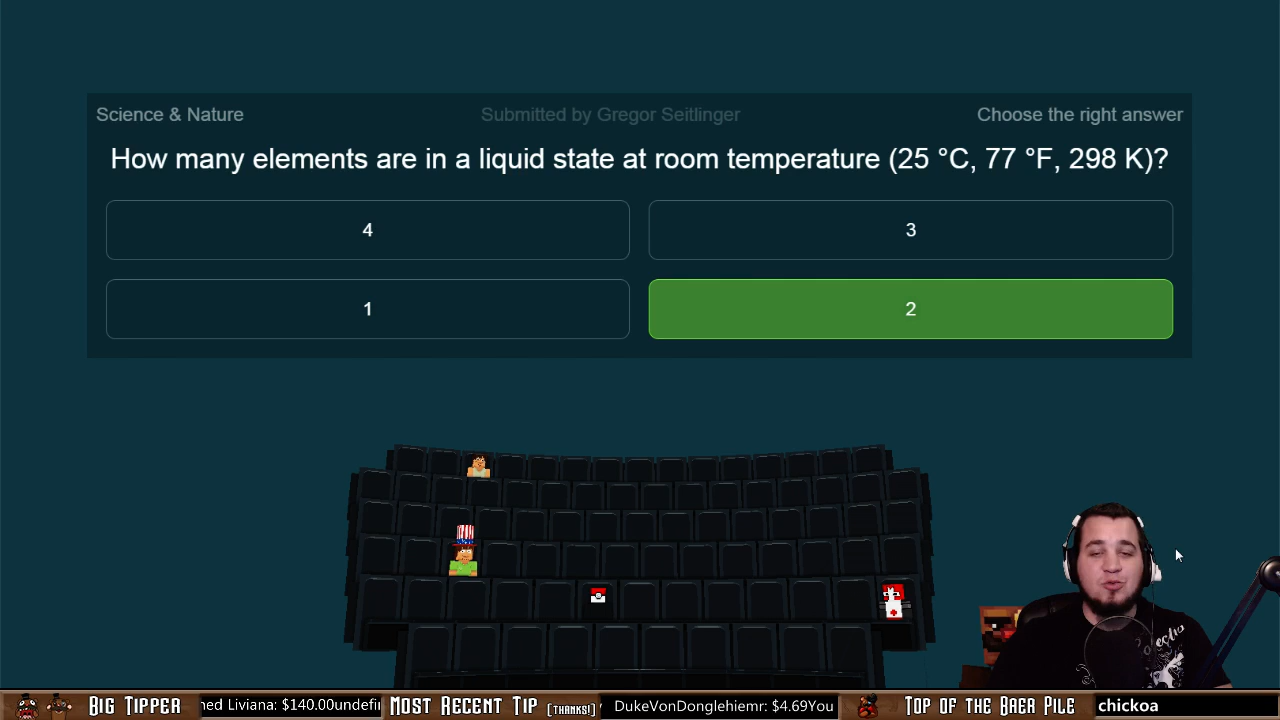 Science & Nature
Submitted by Gregor Seitlinger
Choose the right answer
How many elements are in a liquid state at room temperature (25 °C, 77 °F, 298 K)?
4
3
1
2
BIG TIPPER
ned Liviana: $140.00undefi
MOST RECENT TIP (THANKS!)
DukeVonDonglehiemr: $4.69You
TOP OF THE BAER PILE
chickoa